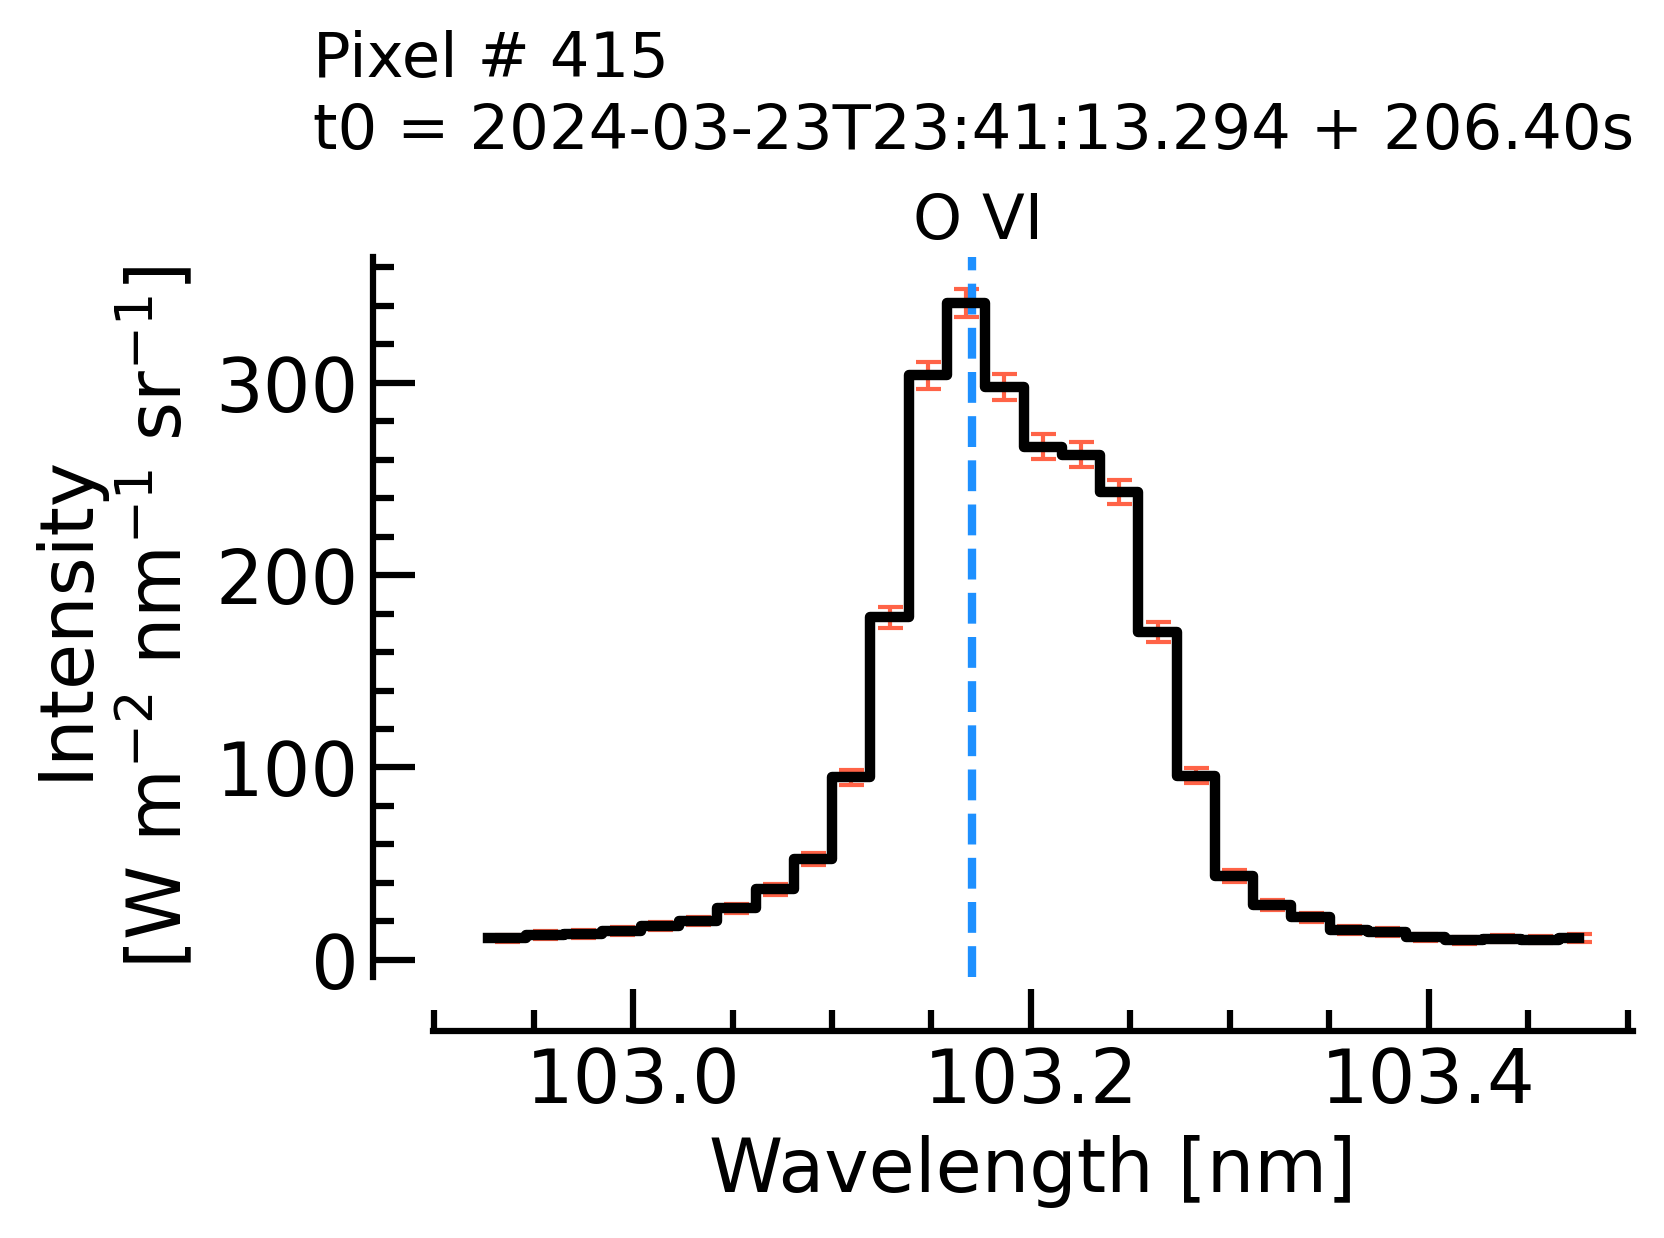 Pixel # 415
t0 = 2024-03-23T23:41:13.294 + 206.40s
O VI
Intensity
[W m⁻² nm⁻¹ sr⁻¹]
300
200
100
0
103.0 103.2 103.4
Wavelength [nm]